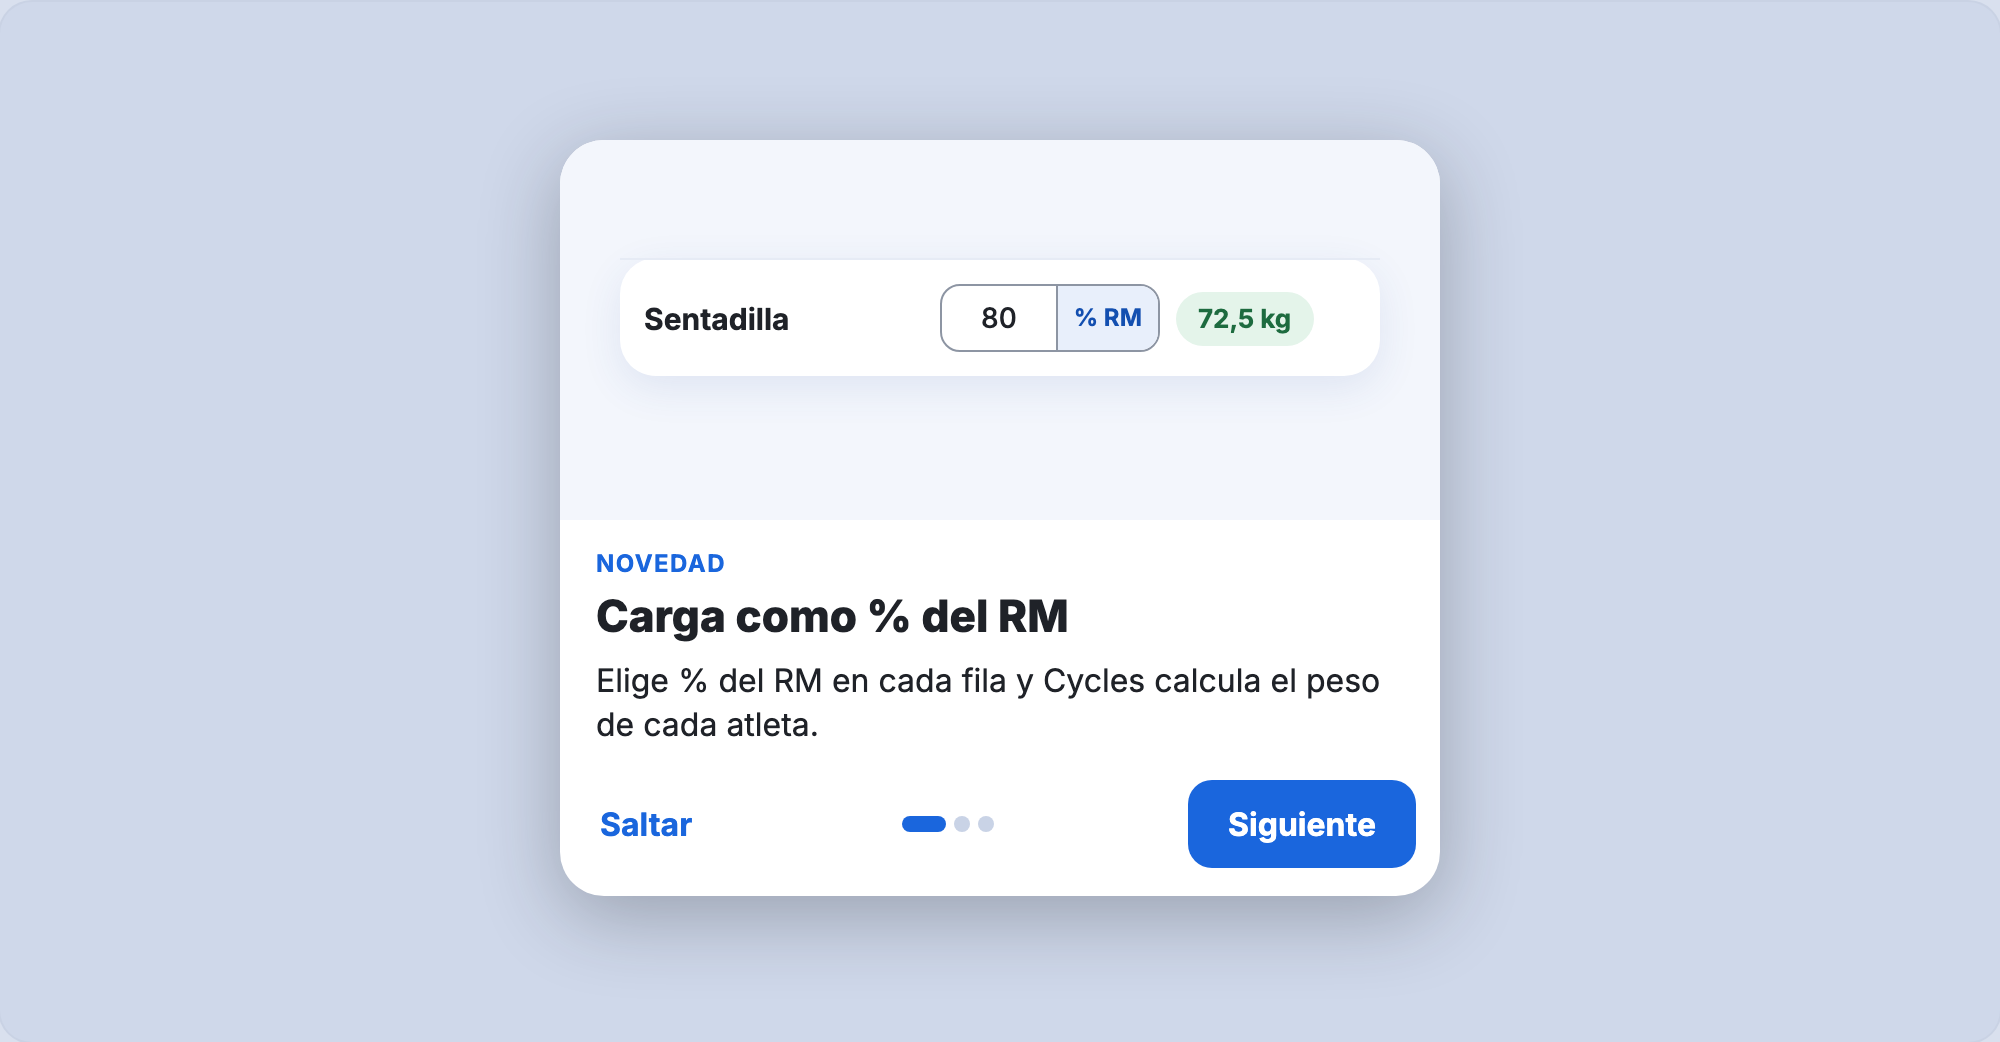 Sentadilla 80 % RM 72,5 kg
NOVEDAD
Carga como % del RM
Elige % del RM en cada fila y Cycles calcula el peso
de cada atleta.
Saltar Siguiente